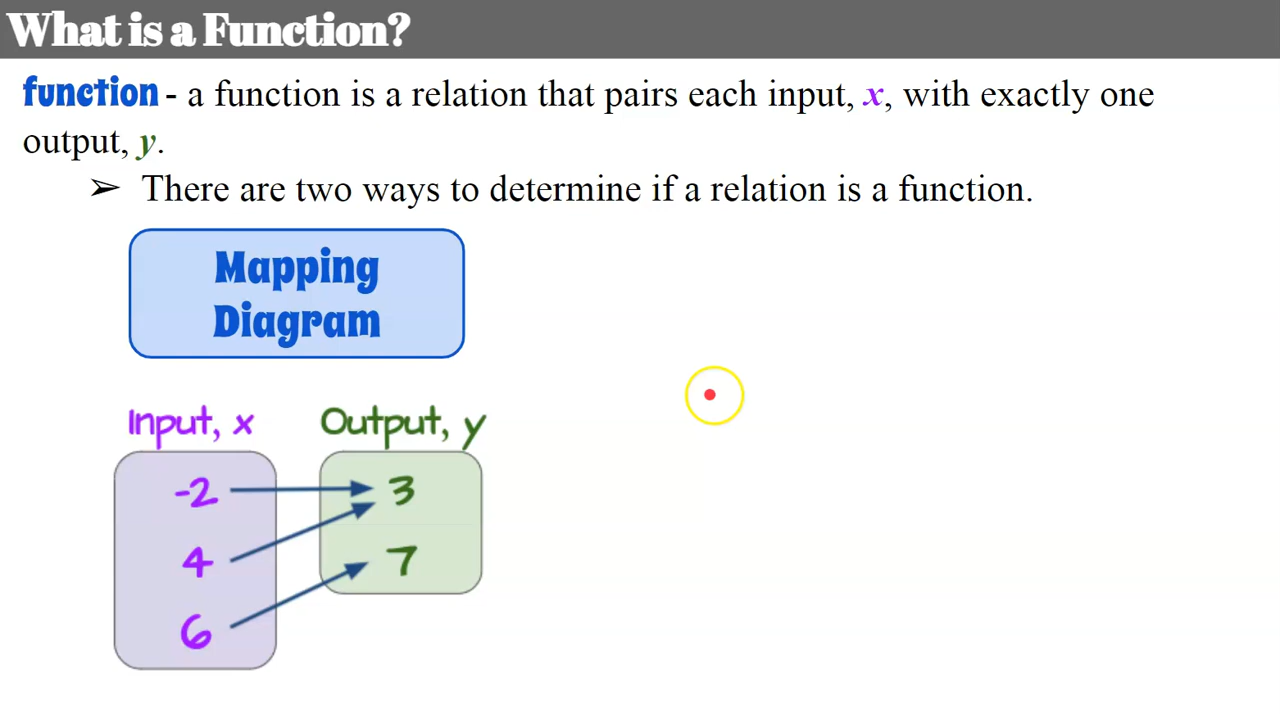 What is a Function?
function - a function is a relation that pairs each input, x, with exactly one
output, y.
➢ There are two ways to determine if a relation is a function.
Mapping
Diagram
Input, x Output, y
-2 3
4 7
6